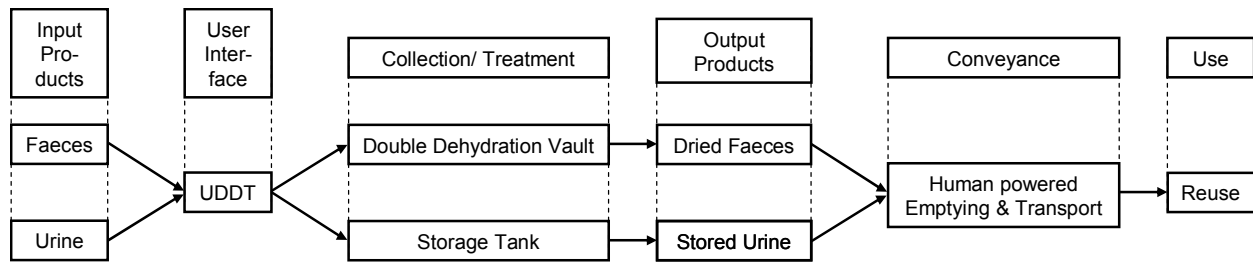 Input
Pro-
ducts
User
Inter-
face
Collection/ Treatment
Output
Products
Conveyance
Use
Faeces
Double Dehydration Vault
Dried Faeces
UDDT
Human powered
Emptying & Transport
Reuse
Urine
Storage Tank
Stored Urine